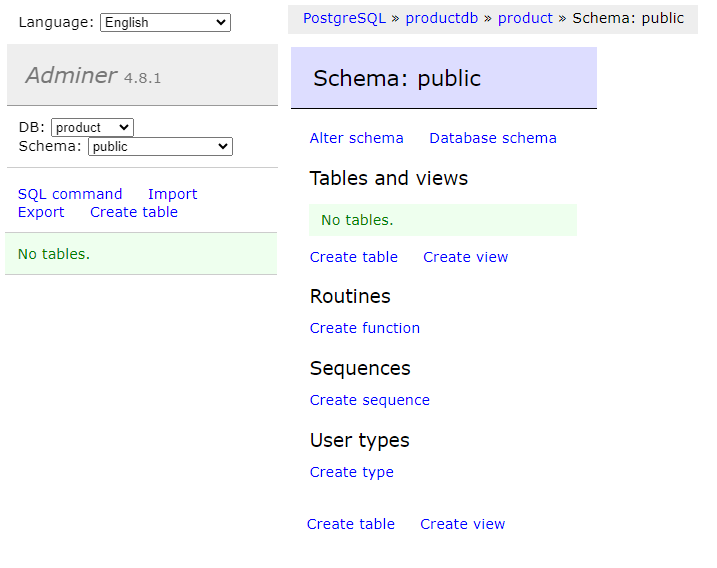 Language: English
Adminer 4.8.1
DB: product
Schema: public
SQL command Import
Export Create table
No tables.
PostgreSQL » productdb » product » Schema: public
Schema: public
Alter schema Database schema
Tables and views
No tables.
Create table Create view
Routines
Create function
Sequences
Create sequence
User types
Create type
Create table Create view